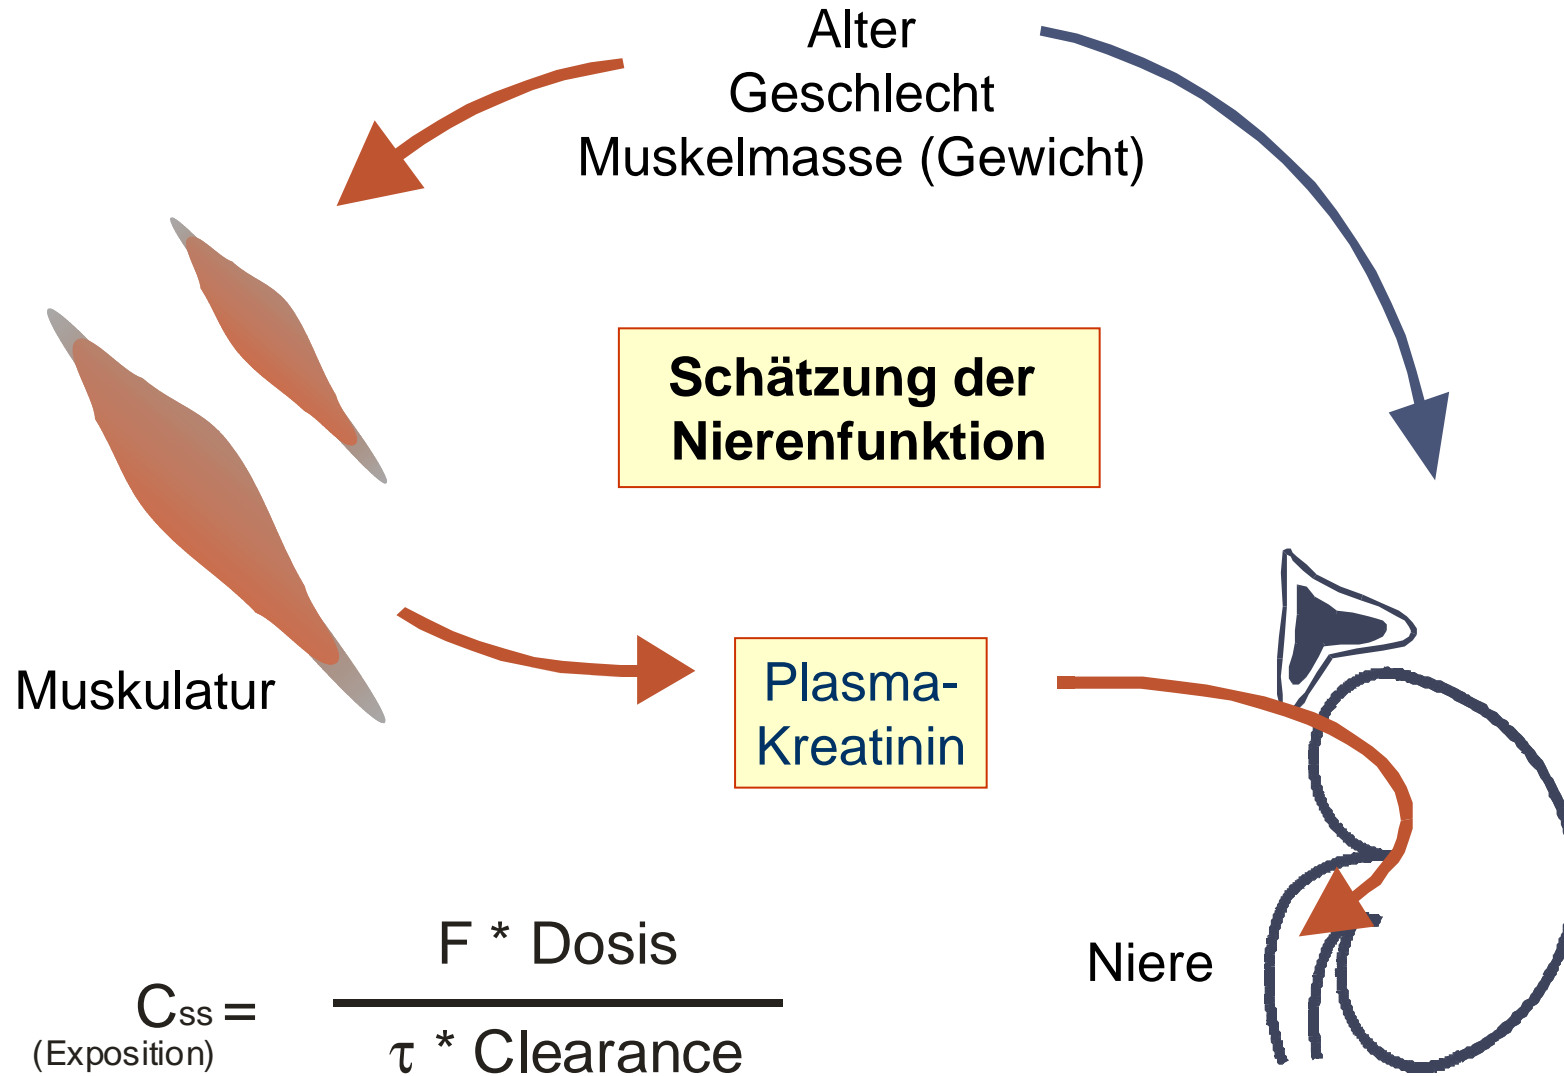 Alter
Geschlecht
Muskelmasse (Gewicht)
Schätzung der
Nierenfunktion
Muskulatur
Plasma-
Kreatinin
Niere
F * Dosis
Css =
(Exposition)
τ * Clearance